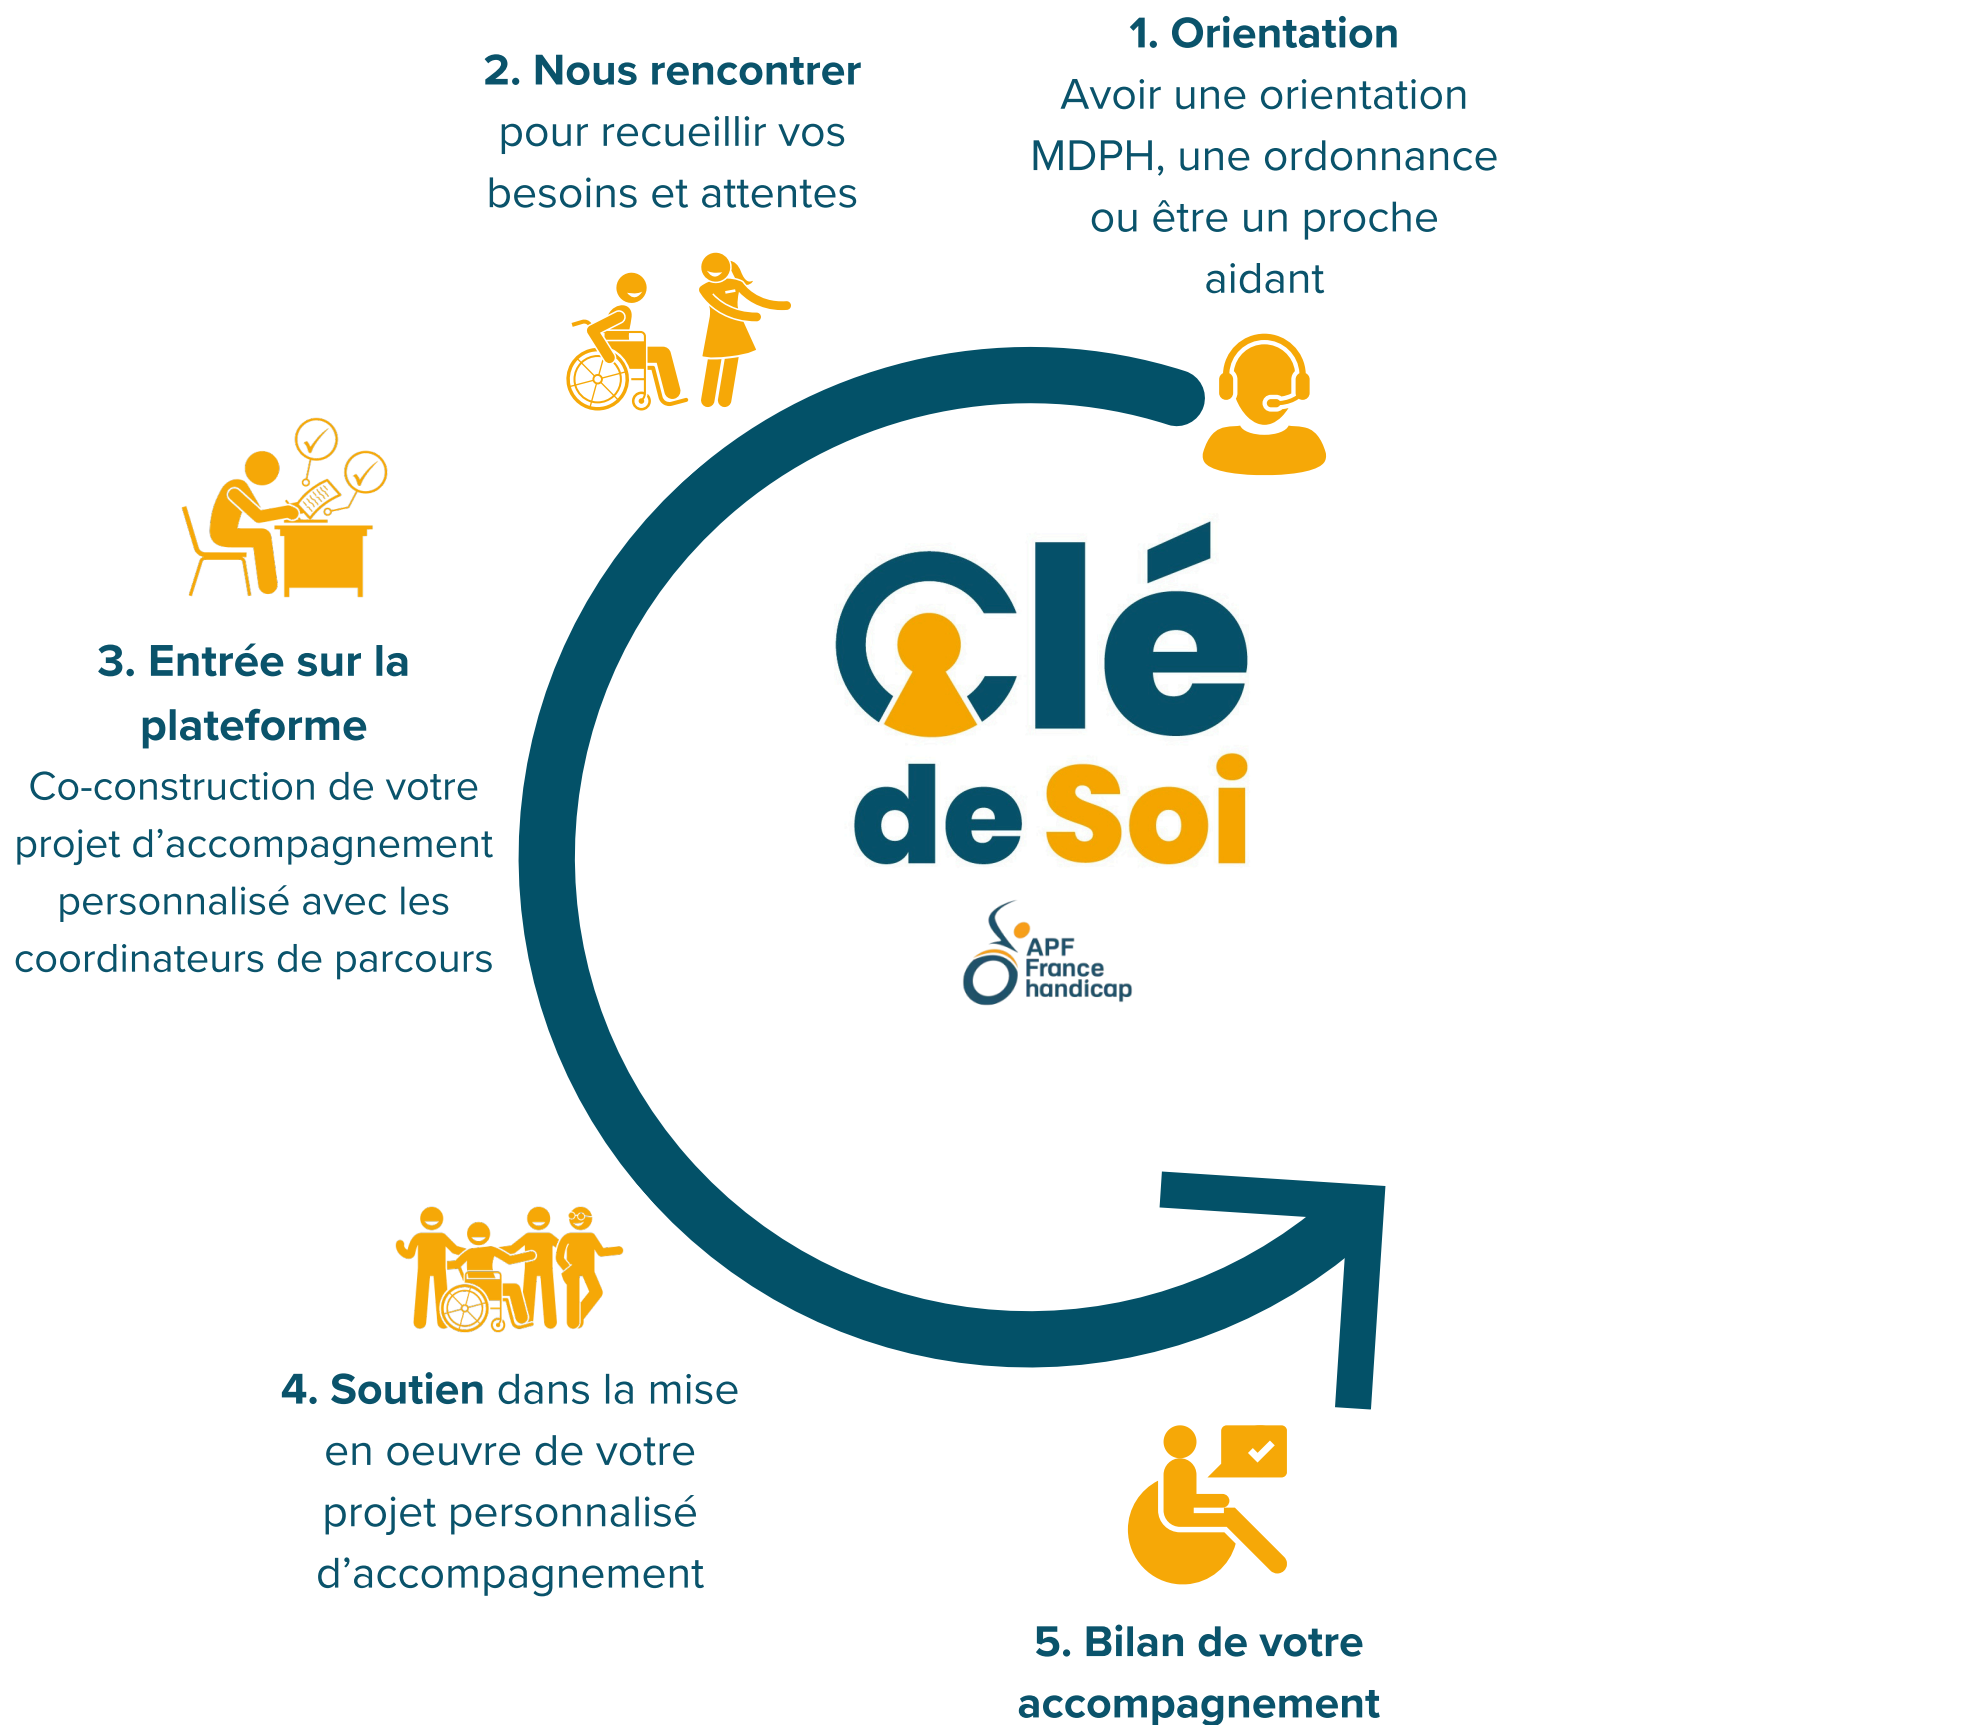 1. Orientation
Avoir une orientation
MDPH, une ordonnance
ou être un proche
aidant
2. Nous rencontrer
pour recueillir vos
besoins et attentes
3. Entrée sur la
plateforme
Co-construction de votre
projet d’accompagnement
personnalisé avec les
coordinateurs de parcours
4. Soutien dans la mise
en oeuvre de votre
projet personnalisé
d’accompagnement
5. Bilan de votre
accompagnement
Clé
de Soi
APF
France
handicap